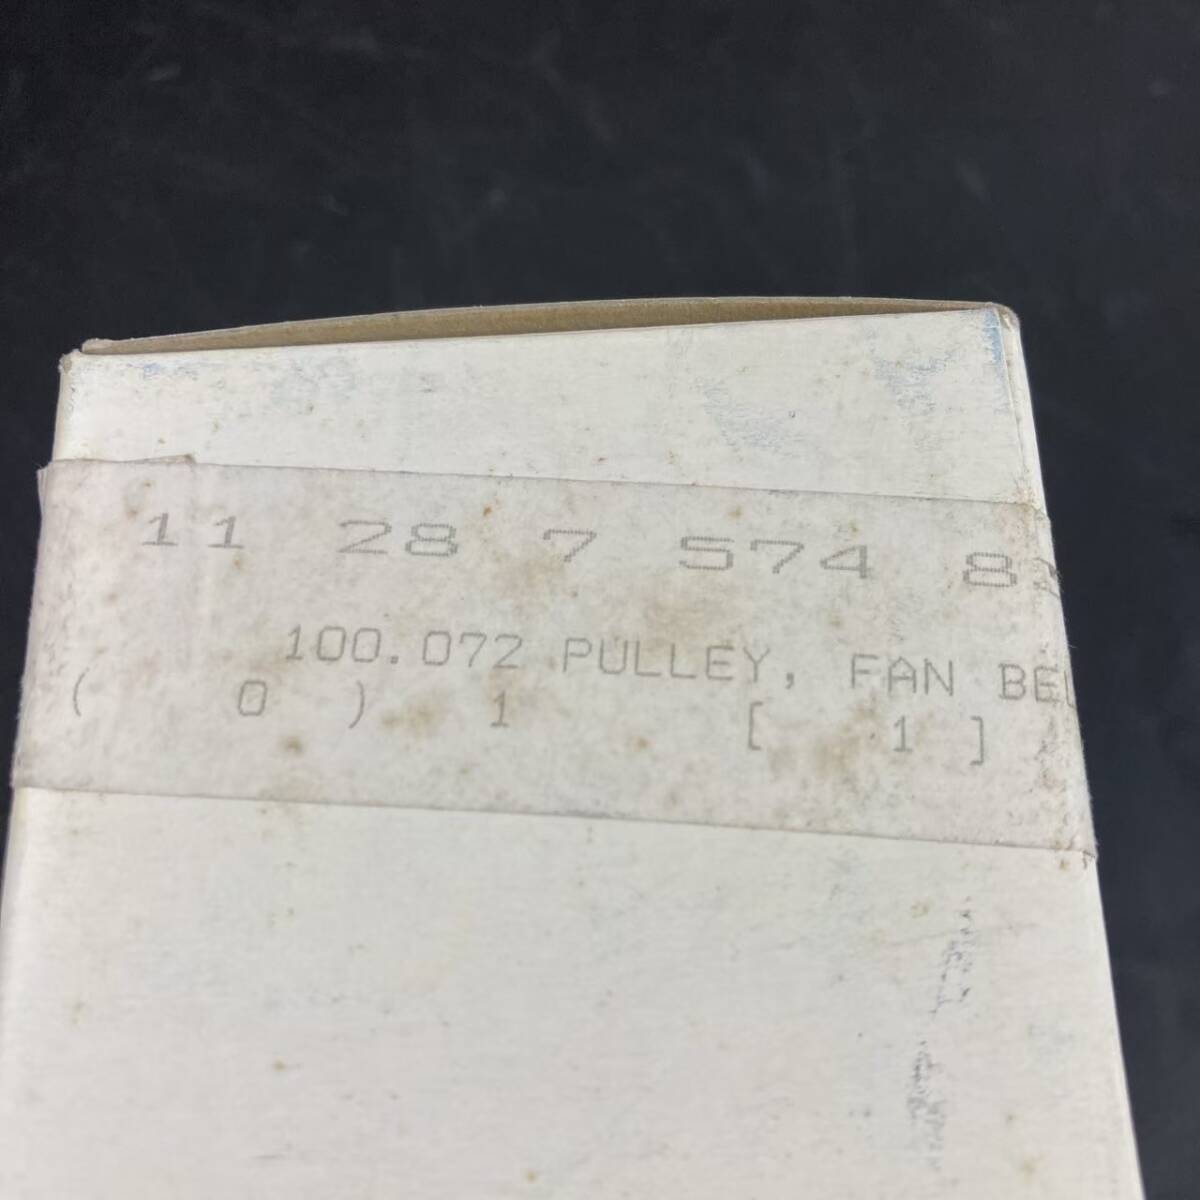 11 28 7 574 8
100.072 PULLEY, FAN BE
( 0 ) 1 [ 1 ]